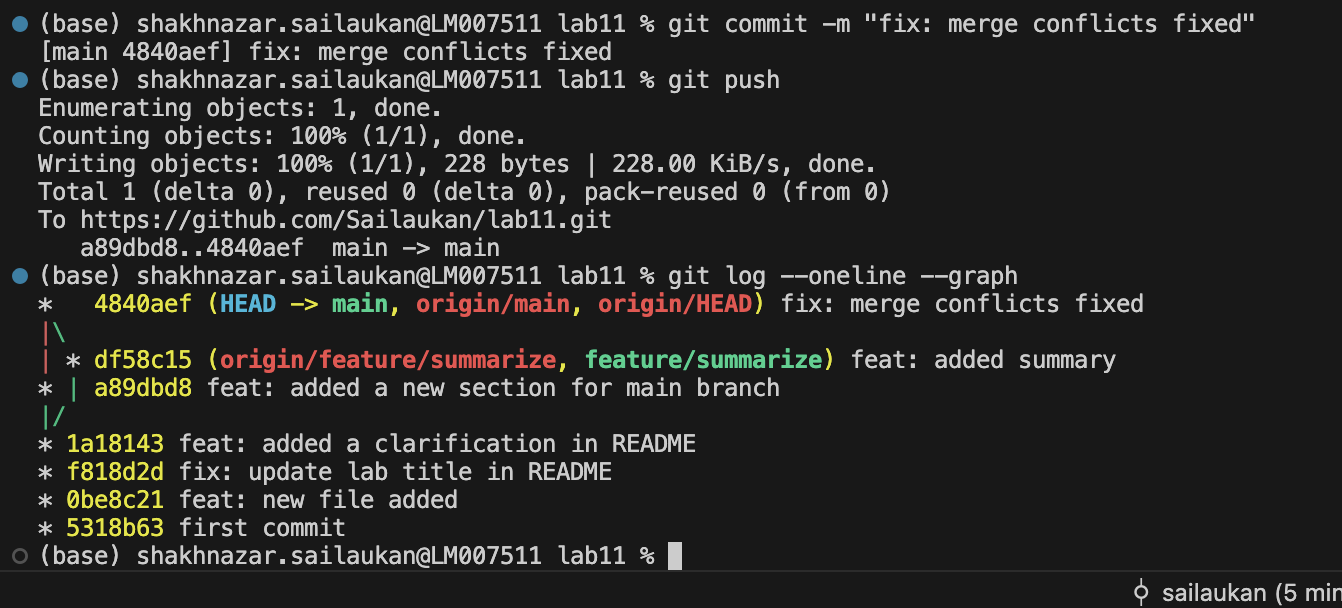 (base) shakhnazar.sailaukan@LM007511 lab11 % git commit -m "fix: merge conflicts fixed"
[main 4840aef] fix: merge conflicts fixed
(base) shakhnazar.sailaukan@LM007511 lab11 % git push
Enumerating objects: 1, done.
Counting objects: 100% (1/1), done.
Writing objects: 100% (1/1), 228 bytes | 228.00 KiB/s, done.
Total 1 (delta 0), reused 0 (delta 0), pack-reused 0 (from 0)
To https://github.com/Sailaukan/lab11.git
   a89dbd8..4840aef  main -> main
(base) shakhnazar.sailaukan@LM007511 lab11 % git log --oneline --graph
*   4840aef (HEAD -> main, origin/main, origin/HEAD) fix: merge conflicts fixed
|\
| * df58c15 (origin/feature/summarize, feature/summarize) feat: added summary
* | a89dbd8 feat: added a new section for main branch
|/
* 1a18143 feat: added a clarification in README
* f818d2d fix: update lab title in README
* 0be8c21 feat: new file added
* 5318b63 first commit
(base) shakhnazar.sailaukan@LM007511 lab11 %
sailaukan (5 min